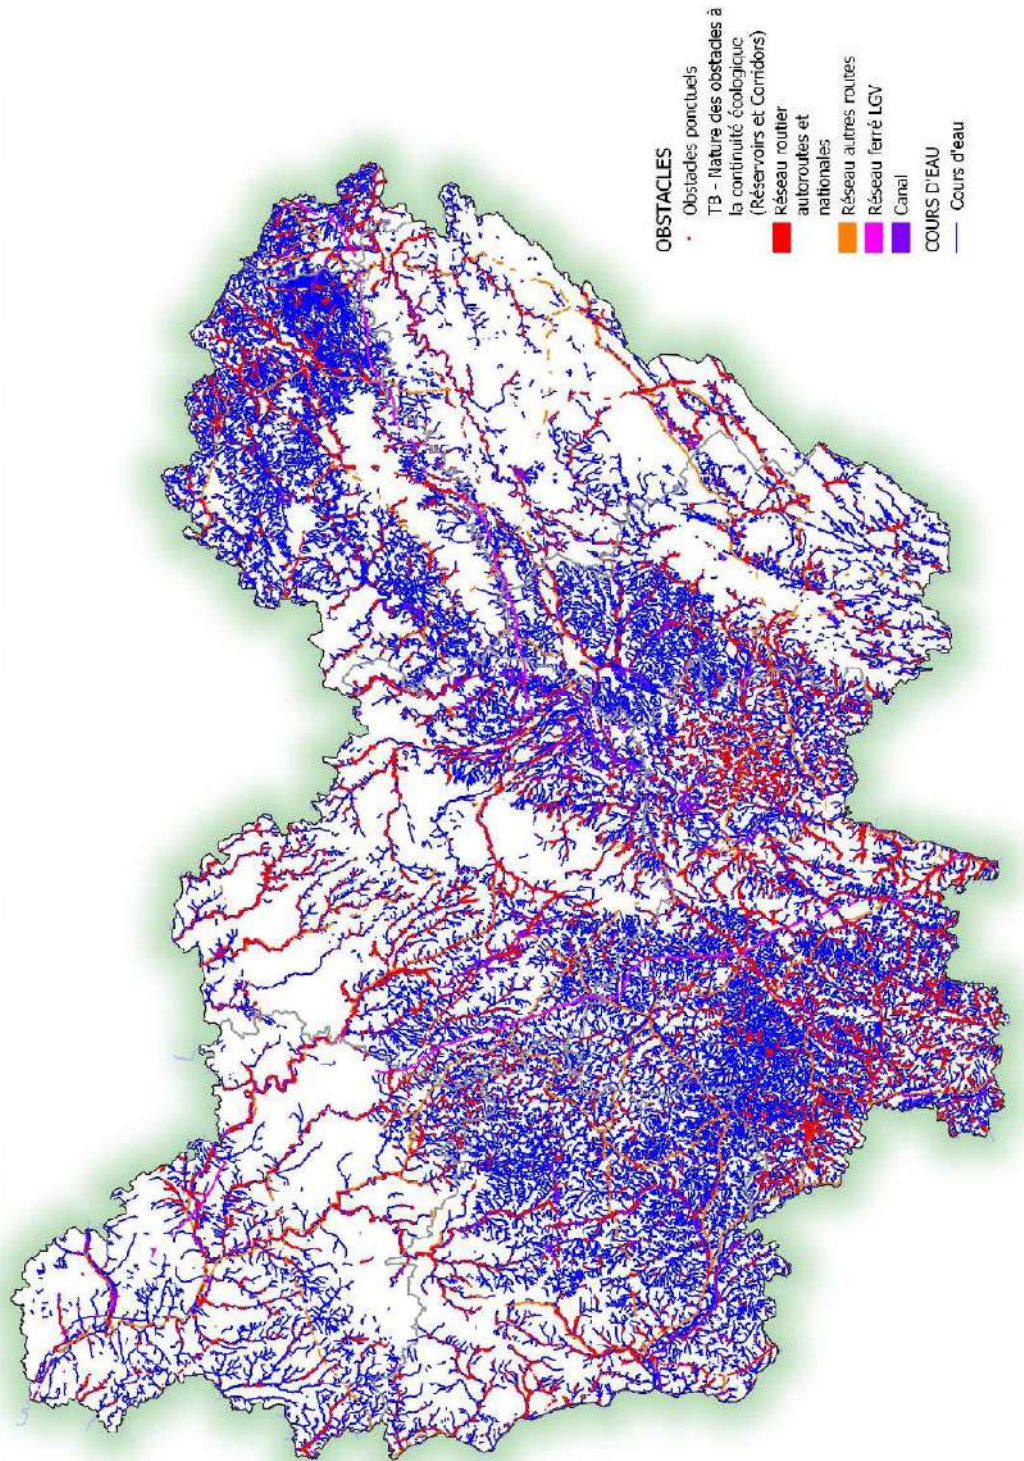 OBSTACLES
Obstacles ponctuels
TB - Nature des obstacles à
la continuité écologique
(Réservoirs et Corridors)
Réseau routier
autoroutes et
nationales
Réseau autres routes
Réseau ferré LGV
Canal
COURS D'EAU
Cours d'eau